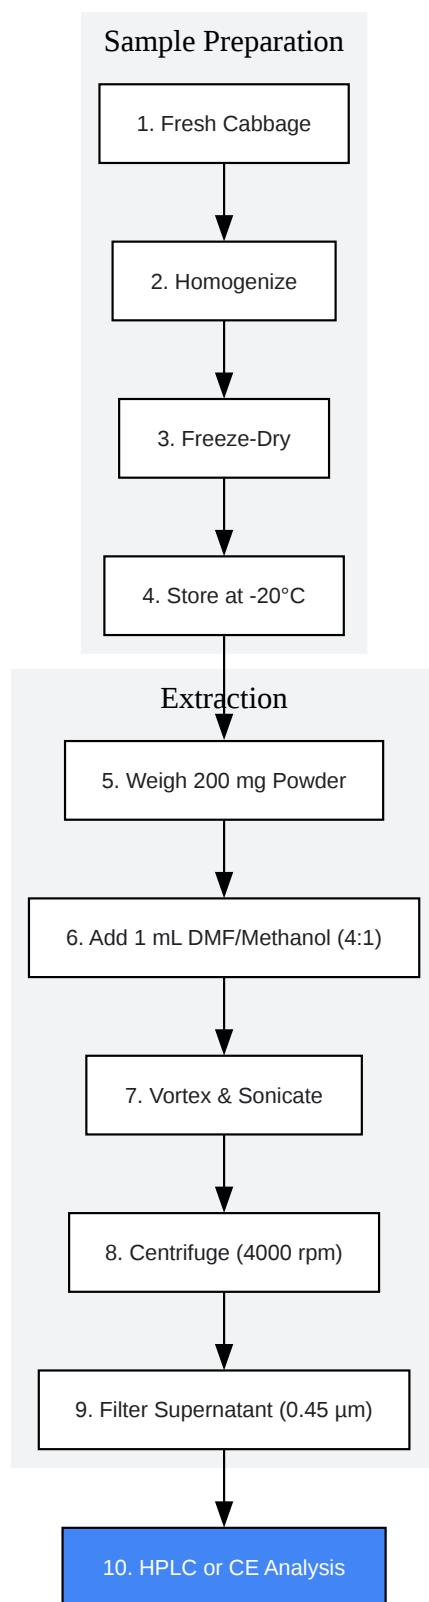 Sample Preparation
1. Fresh Cabbage
2. Homogenize
3. Freeze-Dry
4. Store at -20°C
Extraction
5. Weigh 200 mg Powder
6. Add 1 mL DMF/Methanol (4:1)
7. Vortex & Sonicate
8. Centrifuge (4000 rpm)
9. Filter Supernatant (0.45 µm)
10. HPLC or CE Analysis